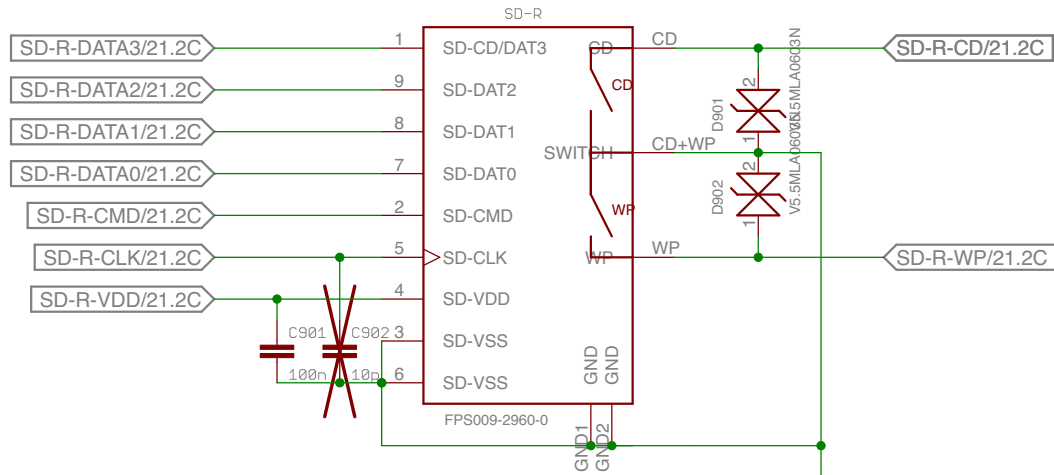 SD-R
SD-R-DATA3/21.2C
1
SD-CD/DAT3
CD
CD
SD-R-CD/21.2C
SD-R-DATA2/21.2C
9
SD-DAT2
CD
2
D901
1
V5.5MLA0603N
SD-R-DATA1/21.2C
8
SD-DAT1
SWITCH
CD+WP
SD-R-DATA0/21.2C
7
SD-DAT0
2
D902
1
V5.5MLA0603N
SD-R-CMD/21.2C
2
SD-CMD
WP
SD-R-CLK/21.2C
5
SD-CLK
WP
WP
SD-R-WP/21.2C
SD-R-VDD/21.2C
4
SD-VDD
C901
C902
3
SD-VSS
100n
10p
6
SD-VSS
GND
GND
FPS009-2960-0
GND1
GND2